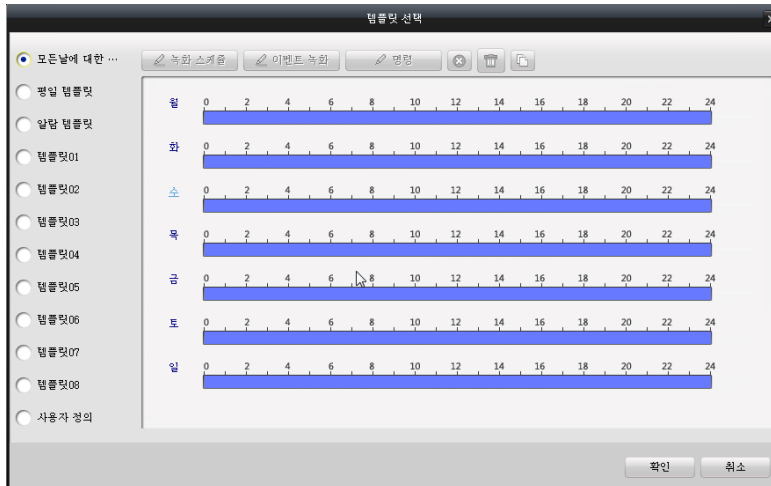 템플릿 선택
모든날에 대한 ...
녹화 스케줄 이벤트 녹화 명령
평일 템플릿
알람 템플릿
템플릿01
템플릿02
템플릿03
템플릿04
템플릿05
템플릿06
템플릿07
템플릿08
사용자 정의
월 0 2 4 6 8 10 12 14 16 18 20 22 24
화 0 2 4 6 8 10 12 14 16 18 20 22 24
수 0 2 4 6 8 10 12 14 16 18 20 22 24
목 0 2 4 6 8 10 12 14 16 18 20 22 24
금 0 2 4 6 8 10 12 14 16 18 20 22 24
토 0 2 4 6 8 10 12 14 16 18 20 22 24
일 0 2 4 6 8 10 12 14 16 18 20 22 24
확인 취소